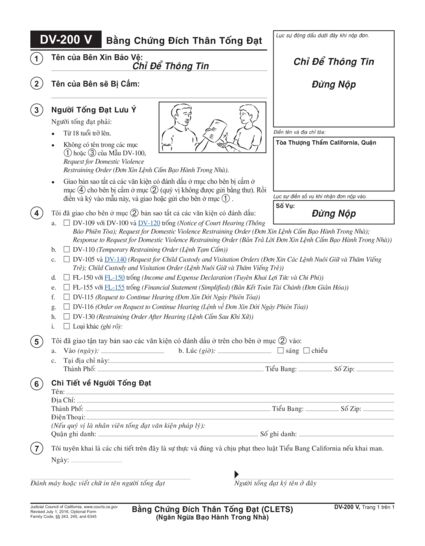 DV-200 V
Bằng Chứng Đích Thân Tống Đạt
Lục sự đóng dấu dưới đây khi nộp đơn.
1 Tên của Bên Xin Bảo Vệ:
Chỉ Để Thông Tin
2 Tên của Bên sẽ Bị Cấm:
Đừng Nộp
3 Người Tống Đạt Lưu Ý
Người tống đạt phải:
• Từ 18 tuổi trở lên.
• Không có tên trong các mục
① hoặc ③ của Mẫu DV-100,
Request for Domestic Violence
Restraining Order (Đơn Xin Lệnh Cấm Bạo Hành Trong Nhà).
• Giao bản sao tất cả các văn kiện có đánh dấu ở mục cho bên bị cấm ở
mục ④ cho bên bị cấm ở mục ② (quý vị không được gửi bằng thư). Rồi
điền và ký vào mẫu này, và giao hoặc gửi cho bên ở mục ①.
Điền tên và địa chỉ tòa:
Tòa Thượng Thẩm California, Quận
Lục sự điền số vụ khi nhận đơn nộp vào.
Số Vụ:
Đừng Nộp
4 Tôi đã giao cho bên ở mục ② bản sao tất cả các văn kiện có đánh dấu:
a. ☐ DV-109 với DV-100 và DV-120 trống (Notice of Court Hearing (Thông
Báo Phiên Tòa); Request for Domestic Violence Restraining Order (Đơn Xin Lệnh Cấm Bạo Hành Trong Nhà);
Response to Request for Domestic Violence Restraining Order (Bản Trả Lời Đơn Xin Lệnh Cấm Bạo Hành Trong Nhà))
b. ☐ DV-110 (Temporary Restraining Order (Lệnh Tạm Cấm))
c. ☐ DV-105 và DV-140 (Request for Child Custody and Visitation Orders (Đơn Xin Các Lệnh Nuôi Giữ và Thăm Viếng
Trẻ); Child Custody and Visitation Order (Lệnh Nuôi Giữ và Thăm Viếng Trẻ))
d. ☐ FL-150 với FL-150 trống (Income and Expense Declaration (Tuyên Khai Lợi Tức và Chi Phí))
e. ☐ FL-155 với FL-155 trống (Financial Statement (Simplified) (Bản Kết Toán Tài Chánh (Đơn Giản Hóa))
f. ☐ DV-115 (Request to Continue Hearing (Đơn Xin Dời Ngày Phiên Tòa))
g. ☐ DV-116 (Order on Request to Continue Hearing (Lệnh về Đơn Xin Dời Ngày Phiên Tòa))
h. ☐ DV-130 (Restraining Order After Hearing (Lệnh Cấm Sau Khi Xử))
i. ☐ Loại khác (ghi rõ):
5 Tôi đã giao tận tay bản sao các văn kiện có đánh dấu ở trên cho bên ở mục ② vào:
a. Vào (ngày): b. Lúc (giờ): ☐ sáng ☐ chiều
c. Tại địa chỉ này:
Thành Phố: Tiểu Bang: Số Zip:
6 Chi Tiết về Người Tống Đạt
Tên:
Địa Chỉ:
Thành Phố: Tiểu Bang: Số Zip:
Điện Thoại:
(Nếu quý vị là nhân viên tống đạt văn kiện pháp lý):
Quận ghi danh: Số ghi danh:
7 Tôi xin tuyên khai là các chi tiết trên đây là sự thực và đúng và chịu phạt theo luật Tiểu Bang California nếu khai man.
Ngày:
Đánh máy hoặc viết chữ in tên người tống đạt
Người tống đạt ký tên ở đây
Judicial Council of California, www.courts.ca.gov
Revised July 1, 2016, Optional Form
Family Code, §§ 243, 245, and 6345
Bằng Chứng Đích Thân Tống Đạt (CLETS)
(Ngăn Ngừa Bạo Hành Trong Nhà)
DV-200 V, Trang 1 trên 1